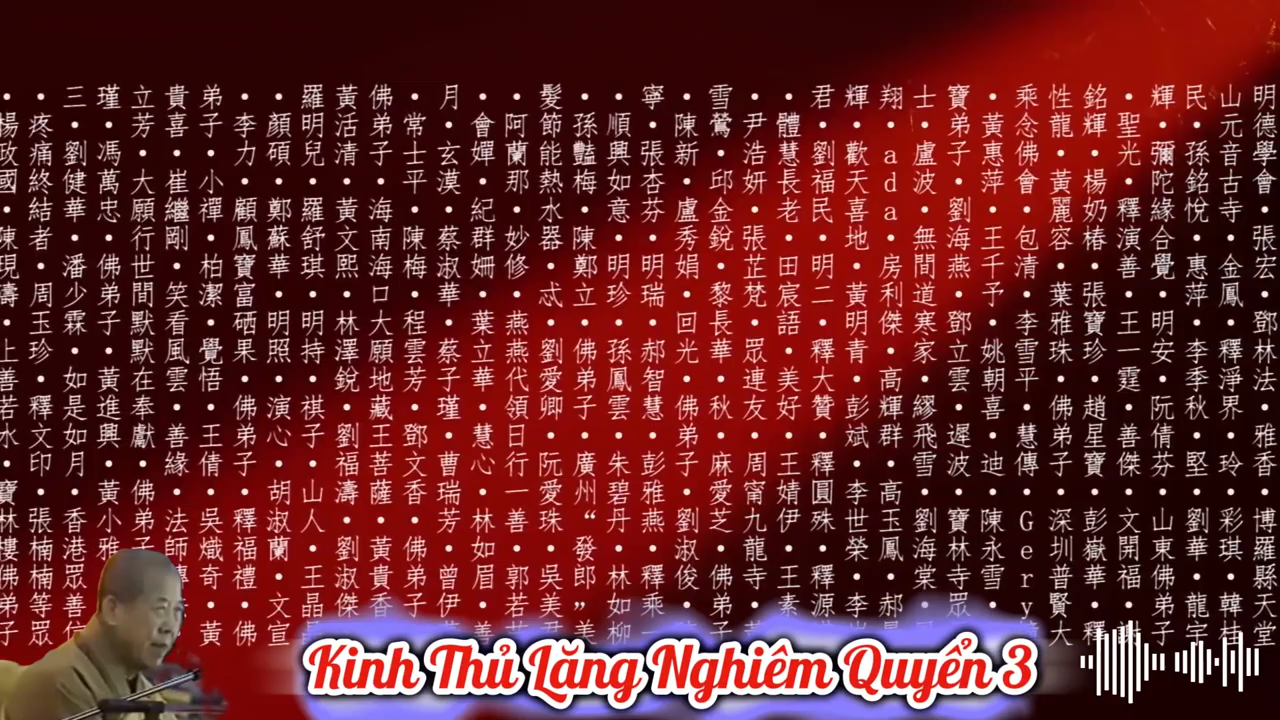 明德學會・張宏・鄧林法・雅香・博羅縣天堂
山元音古寺・金鳳・釋淨界・玲・彩琪・韓
民・孫銘悅・惠萍・李季秋・堅・劉華・龍
輝・彌陀緣合覺・明安・阮倩芬・山東佛弟子
・聖光・釋演善・王一霆・善傑・文開福・
銘輝・楊奶椿・張寶珍・趙星寶・彭嶽華・釋
性龍・黃麗容・葉雅珠・佛弟子・深圳普賢大
乘念佛會・包清・李雪平・慧傳・Gery
・黃惠萍・王千予・姚朝喜・迪・陳永雪・
寶弟子・劉海燕・鄧立雲・遲波・寶林寺眾
士・盧波・無間道寒家・繆飛雪・劉海棠・
翔・ada・房利傑・高輝群・高玉鳳・郝
輝・歡天喜地・黃明青・彭斌・李世榮・李
君・劉福民・明二・釋大贊・釋圓殊・釋源
・體慧長老・田宸語・美好・王婧伊・王素
・尹浩妍・張芷梵・眾連友・周甯九龍寺・
雪鶯・邱金銳・黎長華・秋・麻愛芝・佛弟子
・陳新・盧秀娟・回光・佛弟子・劉淑俊・
寧・張杏芬・明瑞・郝智慧・彭雅燕・釋乘一
・順興如意・明珍・孫鳳雲・朱碧丹・林如柳
・孫豔梅・陳鄭立・佛弟子・廣州“發郎”美
髮節能熱水器・忒・劉愛卿・阮愛珠・吳美君
・阿蘭那・妙修・燕燕代領日行一善・郭若
・會嬋・紀群姍・葉立華・慧心・林如眉・善
月・玄漠・蔡淑華・蔡子瑾・曹瑞芳・曾伊
・常士平・陳梅・程雲芳・鄧文香・佛弟子・
佛弟子・海南海口大願地藏王菩薩・黃貴香・
黃活清・黃文熙・林澤銳・劉福濤・劉淑傑
羅明兒・羅舒琪・明持・祺子・山人・王晶
・顏碩・鄭蘇華・明照・演心・胡淑蘭・文宣
・李力・顧鳳寶富硒果・佛弟子・釋福禮・佛
弟子・小禪・柏潔・覺悟・王倩・吳熾奇・黃
貴喜・崔繼剛・笑看風雲・善緣・法師
立芳・大願行世間默默在奉獻・佛弟子
瑾・馮萬忠・佛弟子・黃進興・黃小雅
三・劉健華・潘少霖・如是如月・香港眾善信
・疼痛終結者・周玉珍・釋文印・張楠楠等眾
楊政國・陳現濤・上善若水・寶林樓佛弟子
Kinh Thủ Lăng Nghiêm Quyển 3